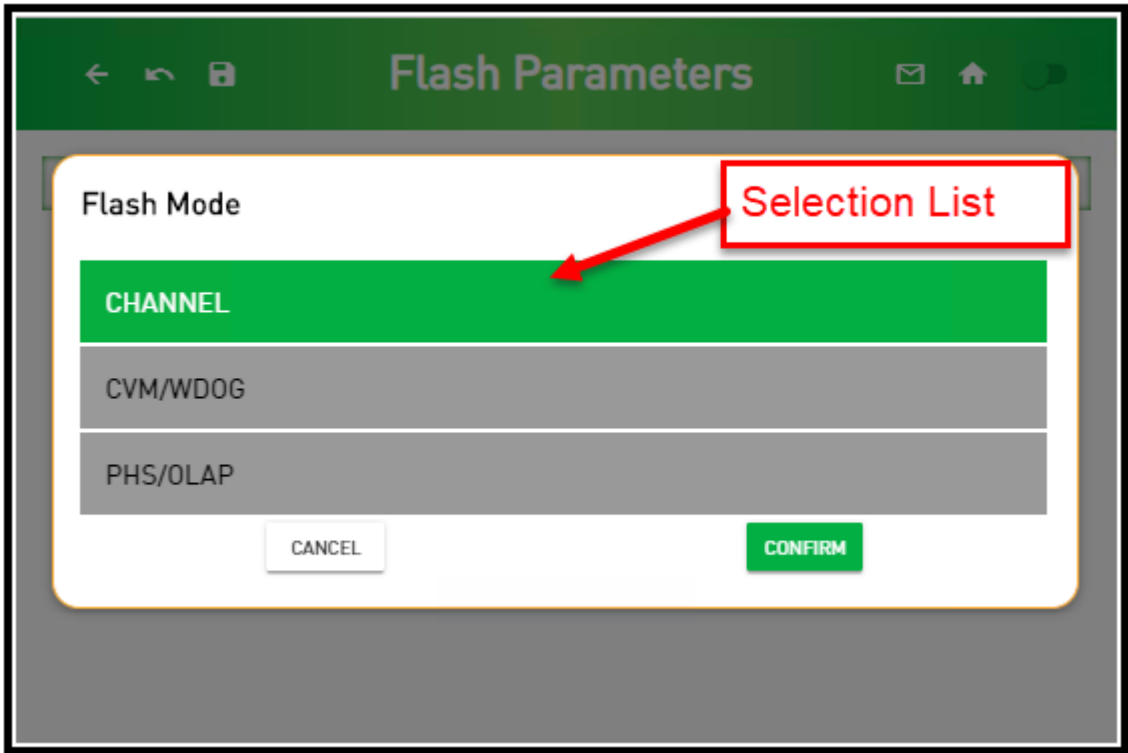 Flash Parameters
Flash Mode
Selection List
CHANNEL
CVM/WDOG
PHS/OLAP
CANCEL
CONFIRM